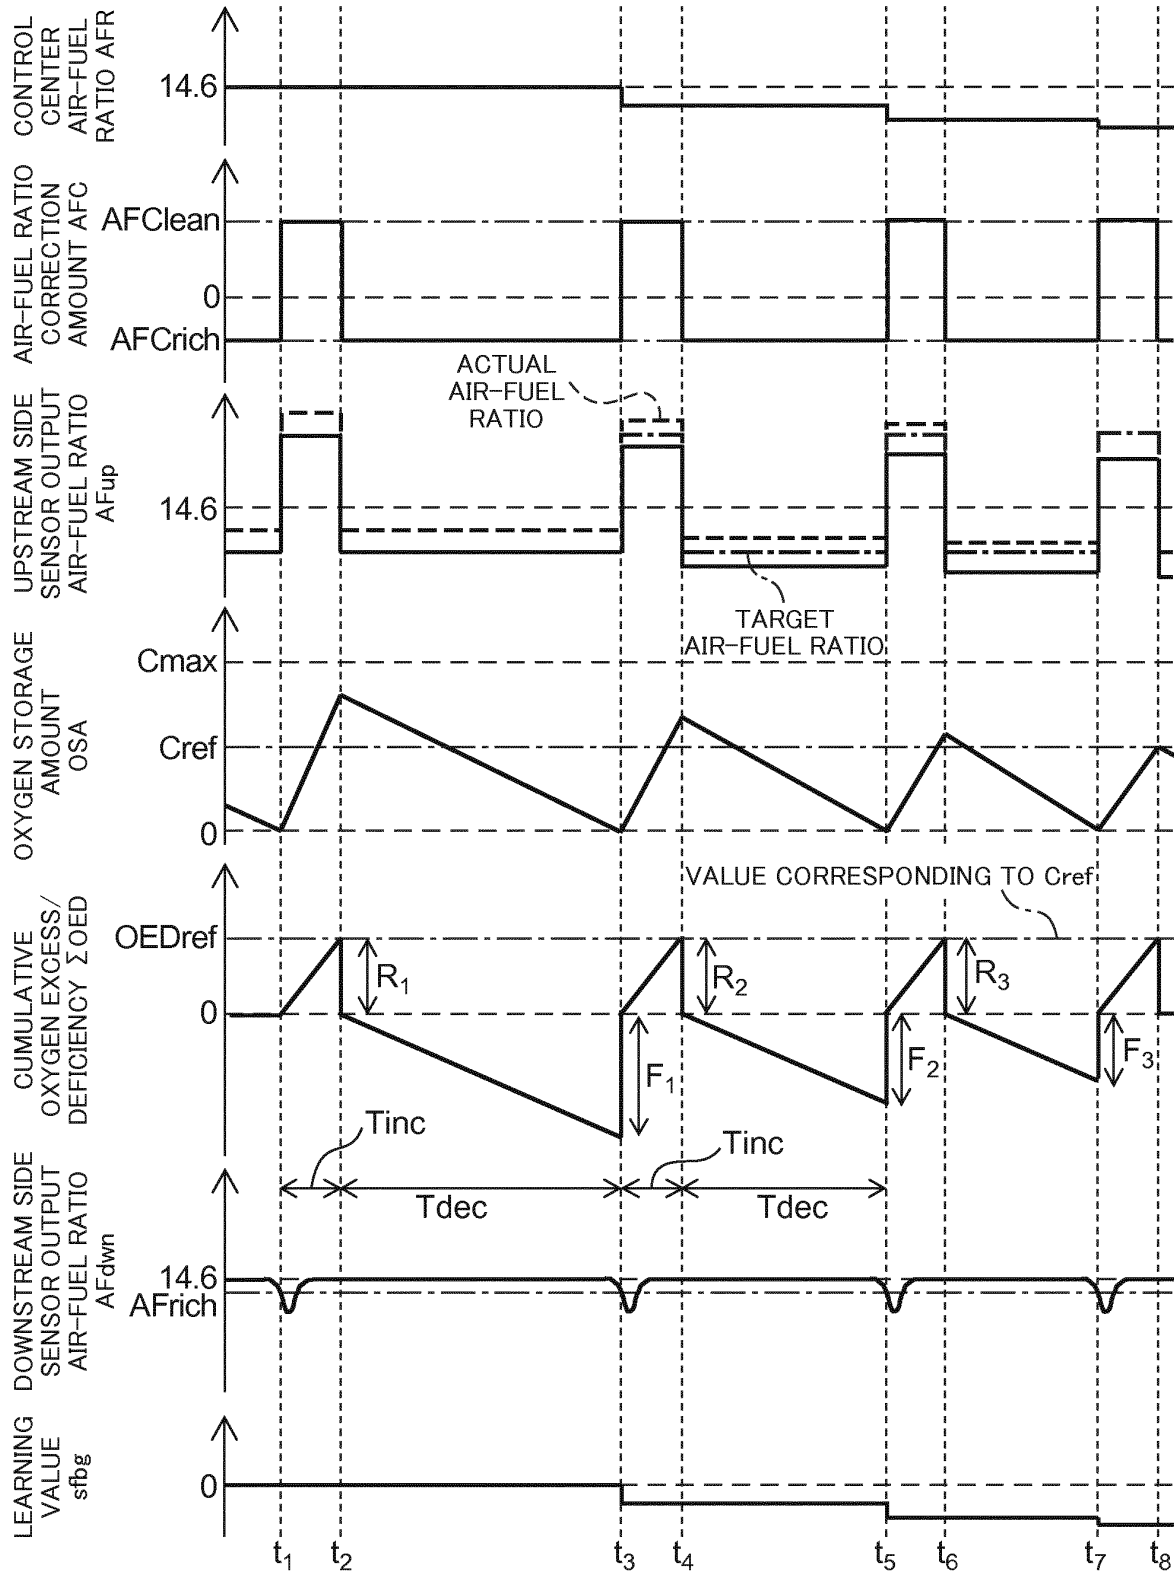 CONTROL
CENTER
AIR-FUEL
RATIO AFR
14.6
AIR-FUEL RATIO
CORRECTION
AMOUNT AFC
AFClean
0
AFCrich
UPSTREAM SIDE
SENSOR OUTPUT
AIR-FUEL RATIO
AFup
ACTUAL
AIR-FUEL
RATIO
14.6
TARGET
AIR-FUEL RATIO
OXYGEN STORAGE
AMOUNT
OSA
Cmax
Cref
0
CUMULATIVE
OXYGEN EXCESS/
DEFICIENCY ΣOED
VALUE CORRESPONDING TO Cref
OEDref
R1
R2
R3
0
F1
F2
F3
Tinc
Tinc
Tdec
Tdec
DOWNSTREAM SIDE
SENSOR OUTPUT
AIR-FUEL RATIO
AFdwn
14.6
AFrich
LEARNING
VALUE
sfbg
0
t1 t2 t3 t4 t5 t6 t7 t8